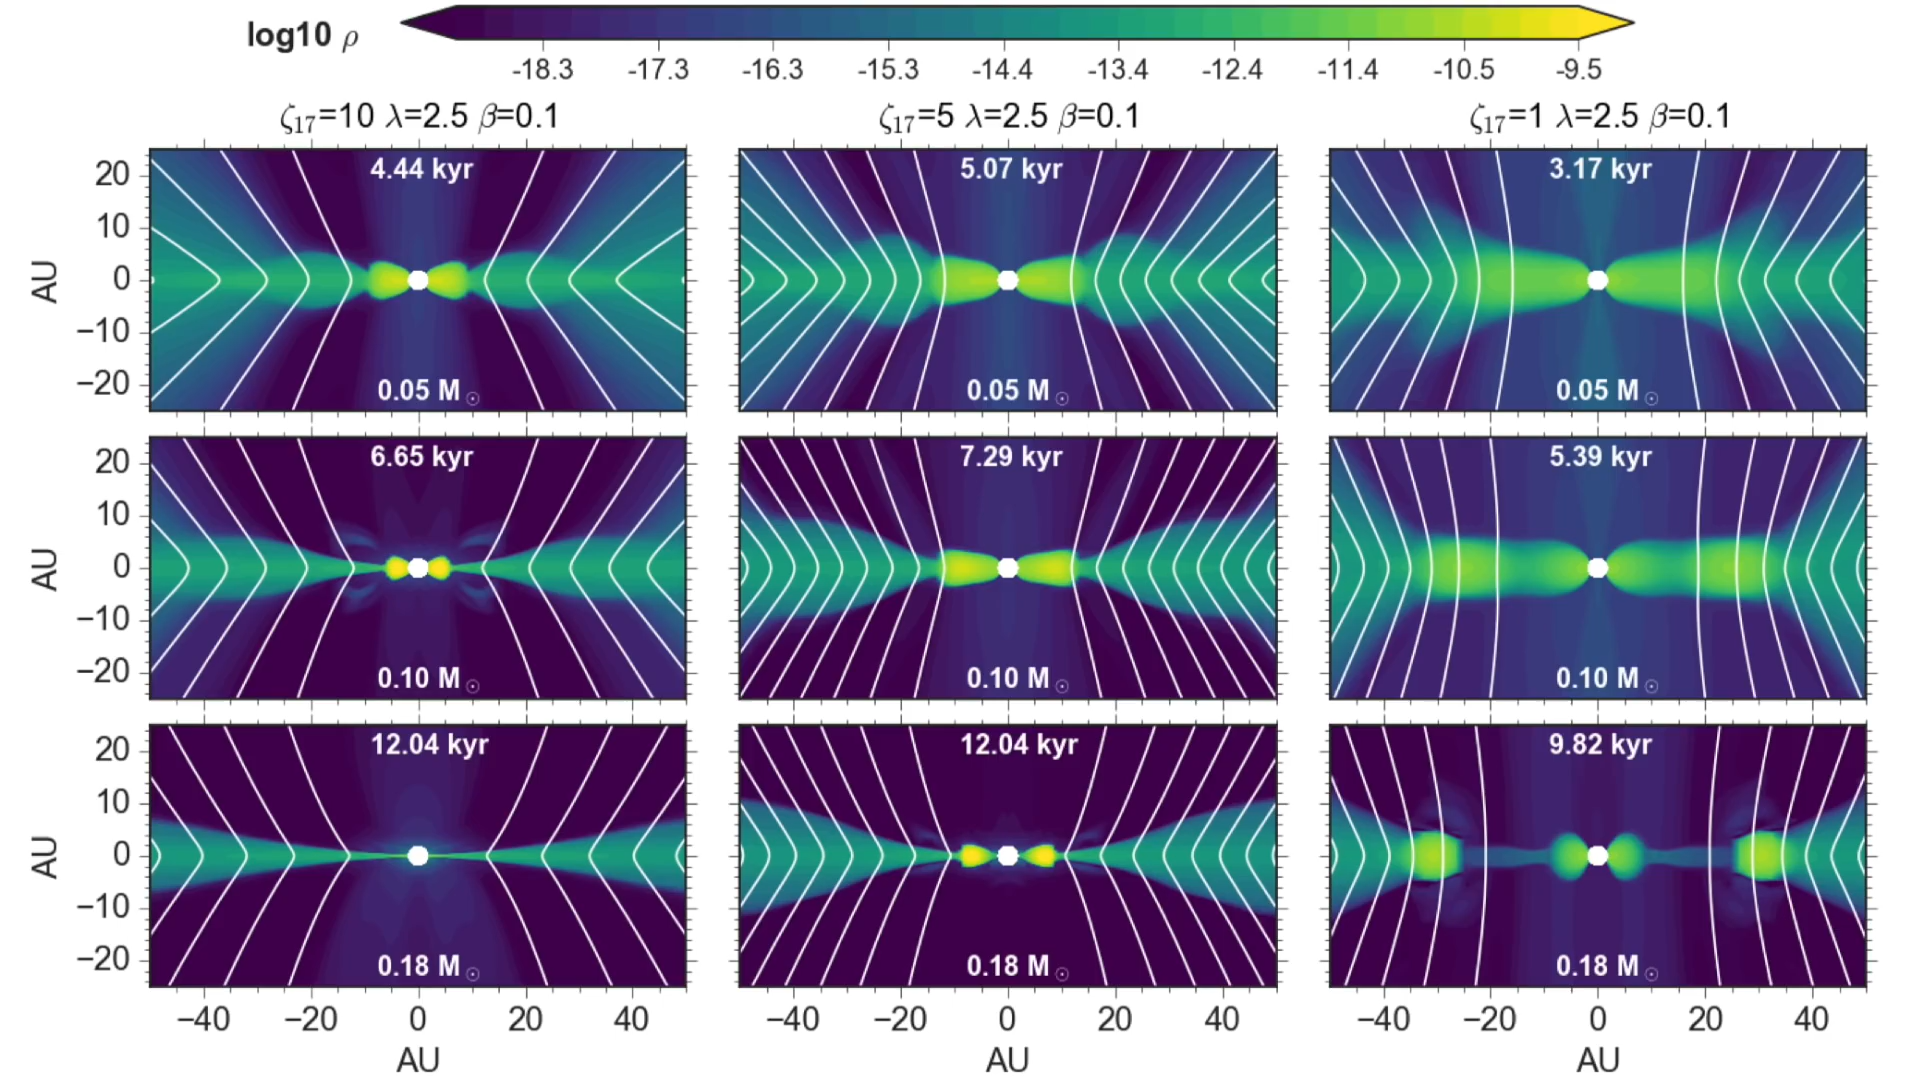 log10 ρ
-18.3 -17.3 -16.3 -15.3 -14.4 -13.4 -12.4 -11.4 -10.5 -9.5
ζ17=10 λ=2.5 β=0.1 ζ17=5 λ=2.5 β=0.1 ζ17=1 λ=2.5 β=0.1
4.44 kyr 5.07 kyr 3.17 kyr
20
10
AU 0
−10
−20
0.05 M☉ 0.05 M☉ 0.05 M☉
6.65 kyr 7.29 kyr 5.39 kyr
20
10
AU 0
−10
−20
0.10 M☉ 0.10 M☉ 0.10 M☉
12.04 kyr 12.04 kyr 9.82 kyr
20
10
AU 0
−10
−20
0.18 M☉ 0.18 M☉ 0.18 M☉
−40 −20 0 20 40 −40 −20 0 20 40 −40 −20 0 20 40
AU AU AU